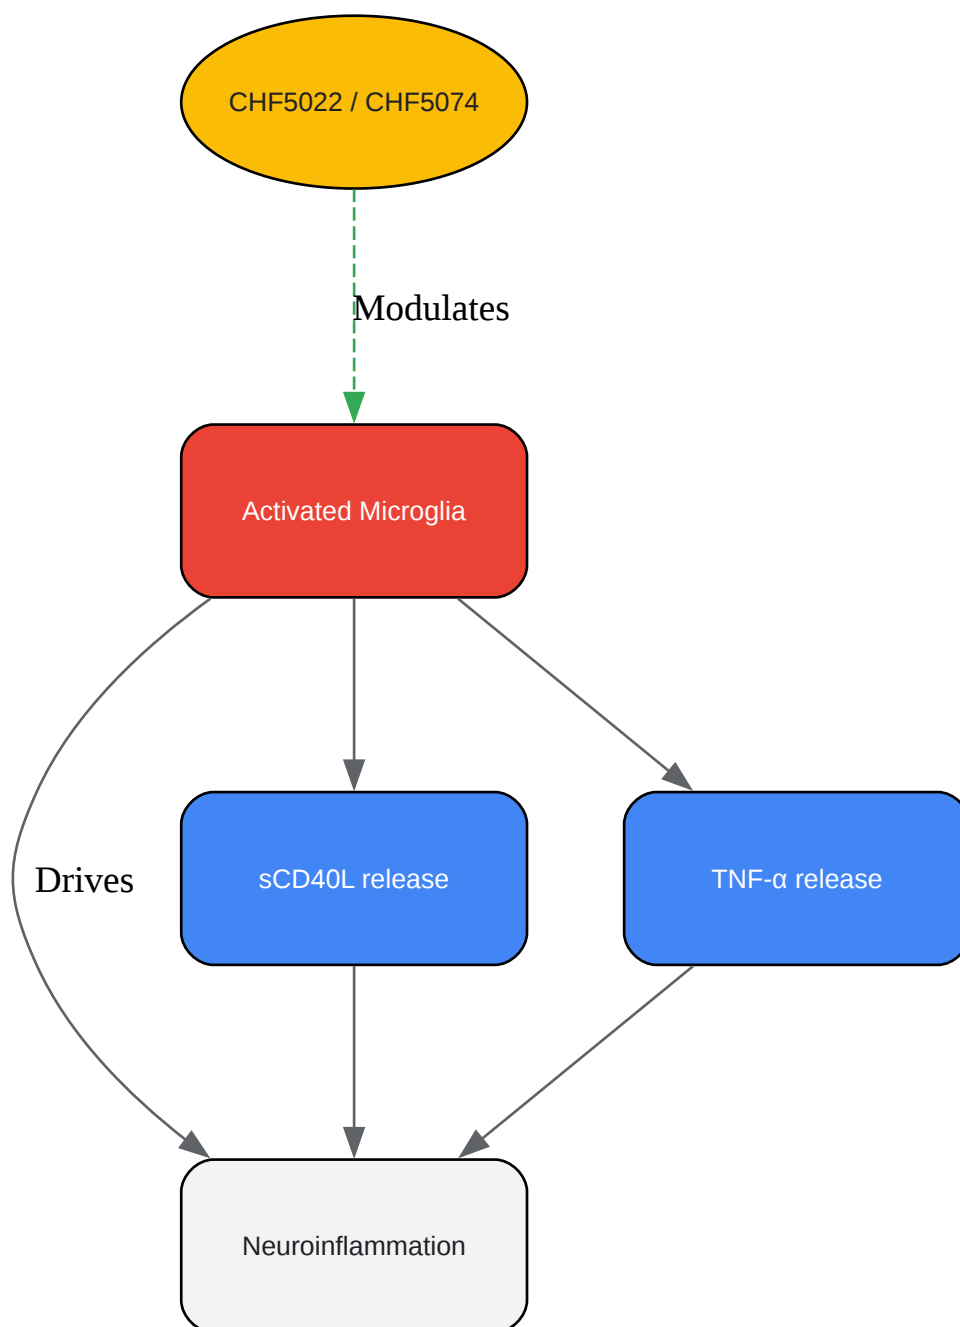 CHF5022 / CHF5074
Modulates
Activated Microglia
Drives
sCD40L release
TNF-α release
Neuroinflammation